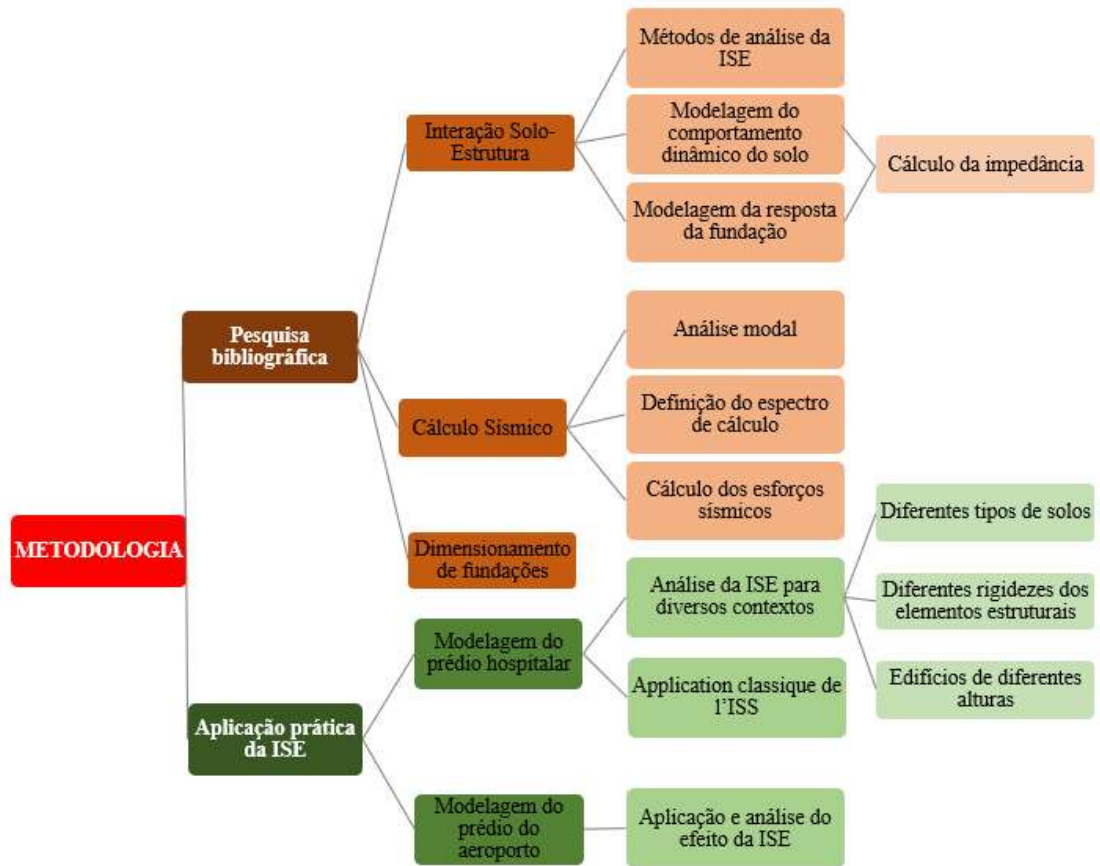 METODOLOGIA
Pesquisa
bibliográfica
Interação Solo-
Estrutura
Métodos de análise da
ISE
Modelagem do
comportamento
dinâmico do solo
Modelagem da resposta
da fundação
Cálculo da impedância
Cálculo Sísmico
Análise modal
Definição do espectro
de cálculo
Cálculo dos esforços
sísmicos
Dimensionamento
de fundações
Aplicação prática
da ISE
Modelagem do
prédio hospitalar
Análise da ISE para
diversos contextos
Diferentes tipos de solos
Diferentes rigidezes dos
elementos estruturais
Edifícios de diferentes
alturas
Application classique de
l’ISS
Modelagem do
prédio do
aeroporto
Aplicação e análise do
efeito da ISE